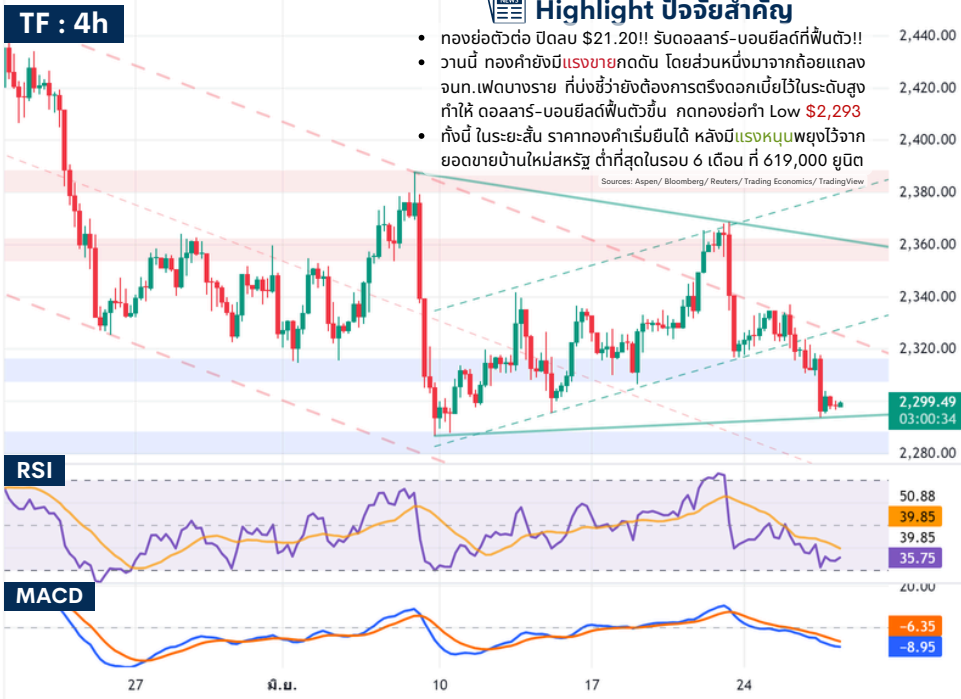 TF : 4h
NEWS
Highlight ปัจจัยสำคัญ
• ทองย่อตัวต่อ ปิดลบ $21.20!! รับดอลลาร์-บอนยีลด์ที่ฟื้นตัว!!
• วานนี้ ทองคำยังมีแรงขายกดดัน โดยส่วนหนึ่งมาจากถ้อยแถลง
จนท.เฟดบางราย ที่บ่งชี้ว่ายังต้องการตรึงดอกเบี้ยไว้ในระดับสูง
ทำให้ ดอลลาร์-บอนยีลด์ฟื้นตัวขึ้น กดทองย่อทำ Low $2,293
• ทั้งนี้ ในระยะสั้น ราคาทองคำเริ่มยืนได้ หลังมีแรงหนุนพยุงไว้จาก
ยอดขายบ้านใหม่สหรัฐ ต่ำที่สุดในรอบ 6 เดือน ที่ 619,000 ยูนิต
Sources: Aspen/ Bloomberg/ Reuters/ Trading Economics/ TradingView
2,440.00
2,420.00
2,400.00
2,380.00
2,360.00
2,340.00
2,320.00
2,299.49
03:00:34
2,280.00
RSI
50.88
39.85
39.85
35.75
MACD
20.00
-6.35
-8.95
27
มิ.ย.
10
17
24